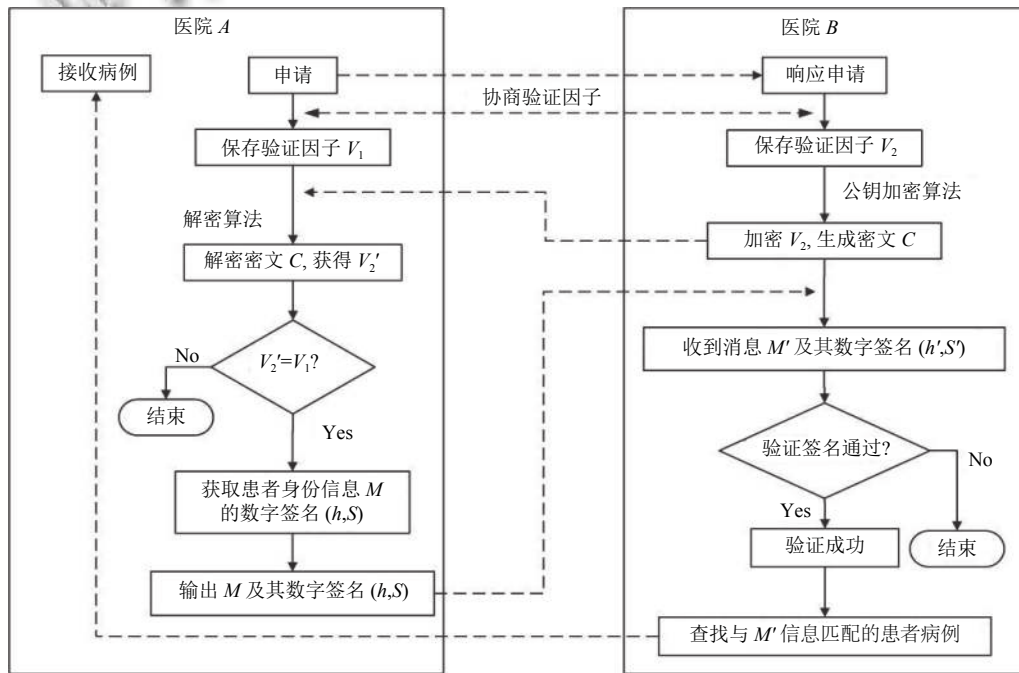 医院 A
接收病例
申请
保存验证因子 V₁
解密算法
解密密文 C, 获得 V₂′
V₂′=V₁?
No
结束
Yes
获取患者身份信息 M
的数字签名 (h,S)
输出 M 及其数字签名 (h,S)
协商验证因子
医院 B
响应申请
保存验证因子 V₂
公钥加密算法
加密 V₂, 生成密文 C
收到消息 M′ 及其数字签名 (h′,S′)
验证签名通过?
No
Yes
验证成功
结束
查找与 M′ 信息匹配的患者病例